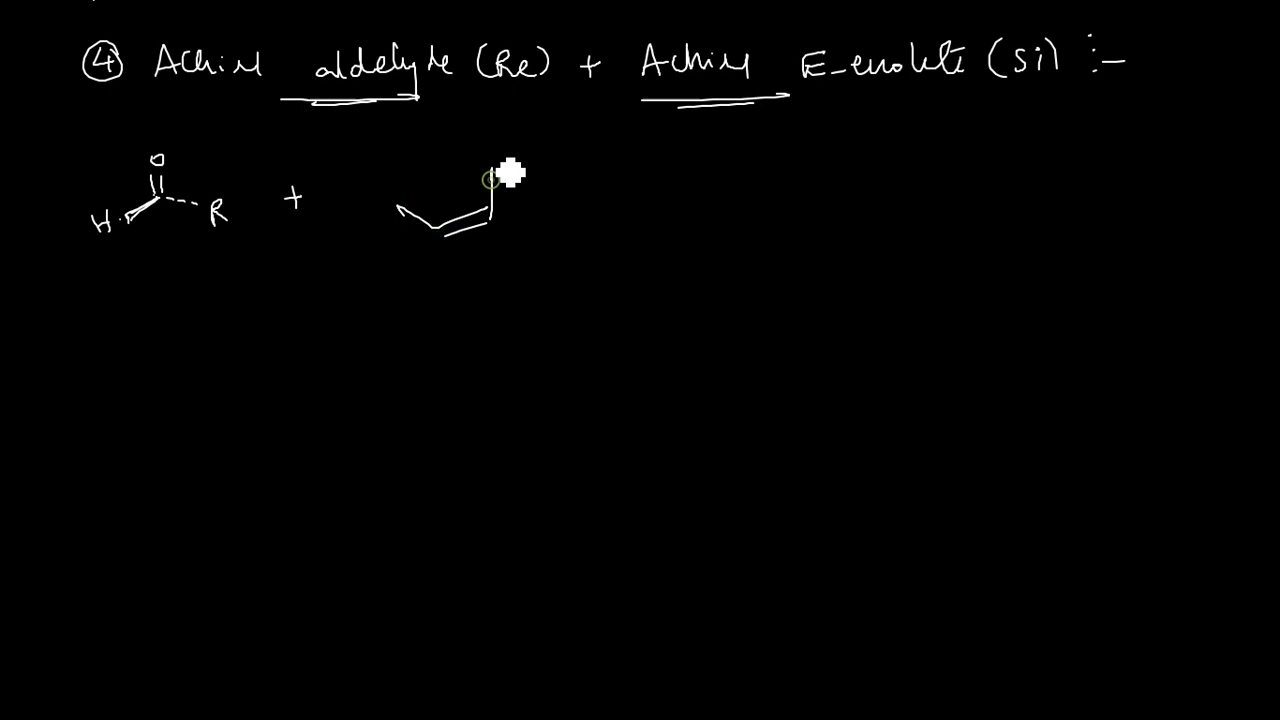 ④ Achiral aldehyde (Re) + Achiral E-enolate (Si) :-
O
H R +